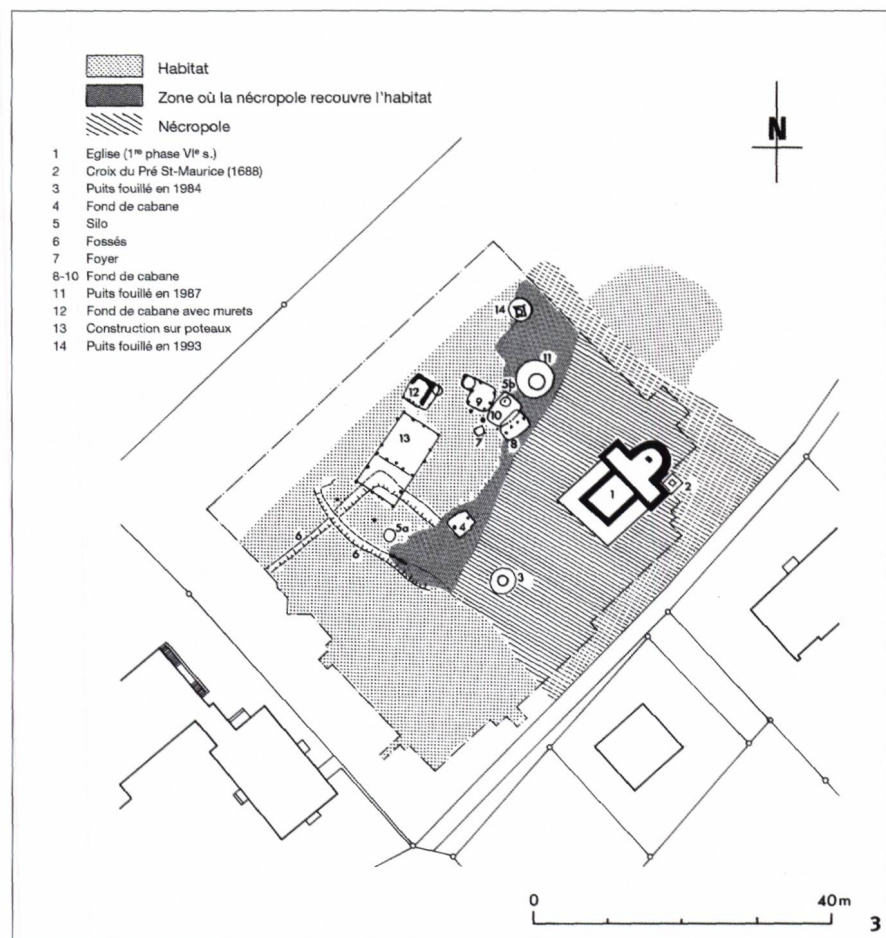 Habitat
Zone où la nécropole recouvre l'habitat
Nécropole
1 Eglise (1re phase VIe s.)
2 Croix du Pré St-Maurice (1688)
3 Puits fouillé en 1984
4 Fond de cabane
5 Silo
6 Fossés
7 Foyer
8-10 Fond de cabane
11 Puits fouillé en 1987
12 Fond de cabane avec murets
13 Construction sur poteaux
14 Puits fouillé en 1993
N
14
11
12
9
5b
10
7
8
13
1
2
4
5a
6
6
3
0 40 m
3